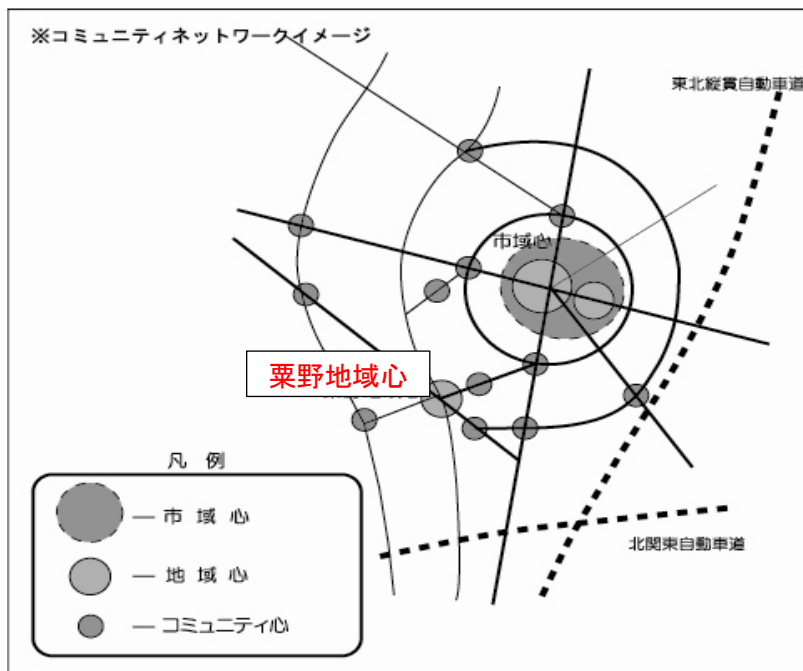 ※コミュニティネットワークイメージ
東北縦貫自動車道
市域心
粟野地域心
北関東自動車道
凡 例
― 市 域 心
― 地 域 心
― コミュニティ心